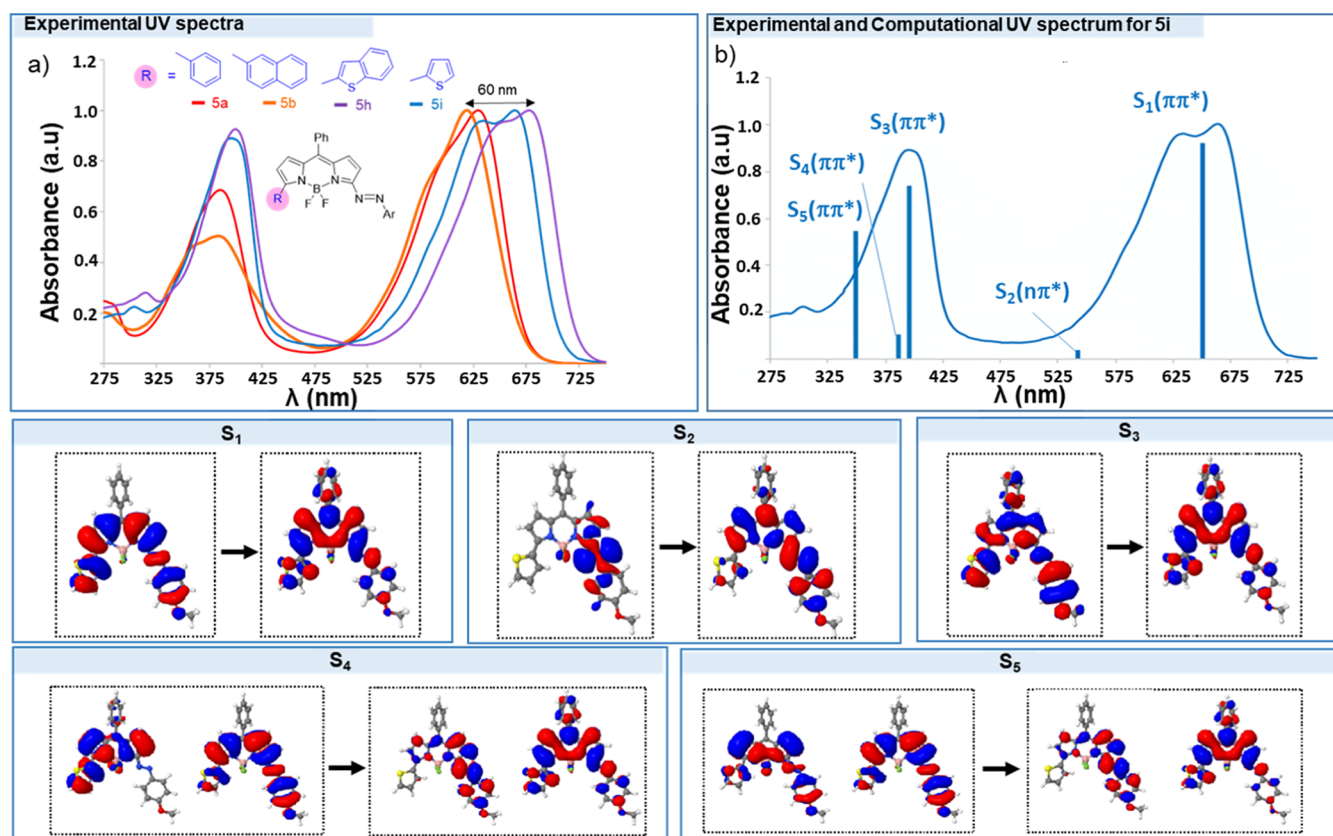 Experimental UV spectra
a)
1.2
1.0
0.8
0.6
0.4
0.2
Absorbance (a.u)
275 325 375 425 475 525 575 625 675 725
λ (nm)
R =
S
S
5a 5b 5h 5i
60 nm
Ph
N N
B
R
F F
N=N
Ar
Experimental and Computational UV spectrum for 5i
b)
1.2
1.0
0.8
0.6
0.4
0.2
Absorbance (a.u)
S₁(ππ*)
S₃(ππ*)
S₄(ππ*)
S₅(ππ*)
S₂(nπ*)
275 325 375 425 475 525 575 625 675 725
λ (nm)
S₁
S₂
S₃
S₄
S₅